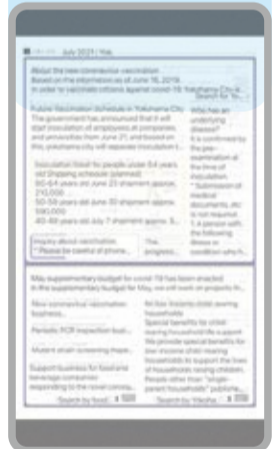 July 2021 | Yok
About the new coronavirus vaccination
Based on the information as of June 18, 2019
In order to vaccinate citizens against covid-19, Yokohama City is
Search for To...
Future Vaccination Schedule in Yokohama City
The government has announced that it will
start inoculation of employees at companies
and universities from June 21, and based on
this, yokohama city will separate inoculation t...
Inoculation ticket for people under 64 years
old Shipping schedule (planned)
60-64 years old June 23 shipment approx.
210,000
50-59 years old June 30 shipment approx.
590,000
40-49 years old July 7 shipment approx. 5...
Who has an
underlying
disease?
It is confirmed by
the pre-
examination at
the time of
inoculation.
* Submission of
medical
documents, etc.
is not required.
1. A person with
the following
illness or
condition who h...
Inquiry about vaccination
* Please be careful of phone...
The
progress...
May supplementary budget for covid-19 has been enacted
In the supplementary budget for May, we will work on projects fo...
New coronavirus vaccination
business...
Periodic PCR inspection busi...
Mutant strain screening inspe...
Support business for food and
beverage companies
responding to the novel corona...
for low-income child-rearing
households
Special benefits for child-
rearing household life support
We provide special benefits for
low-income child-rearing
households to support the lives
of households raising children.
People other than "single-
parent households" publishe...
Search by food
Search by Yokoha